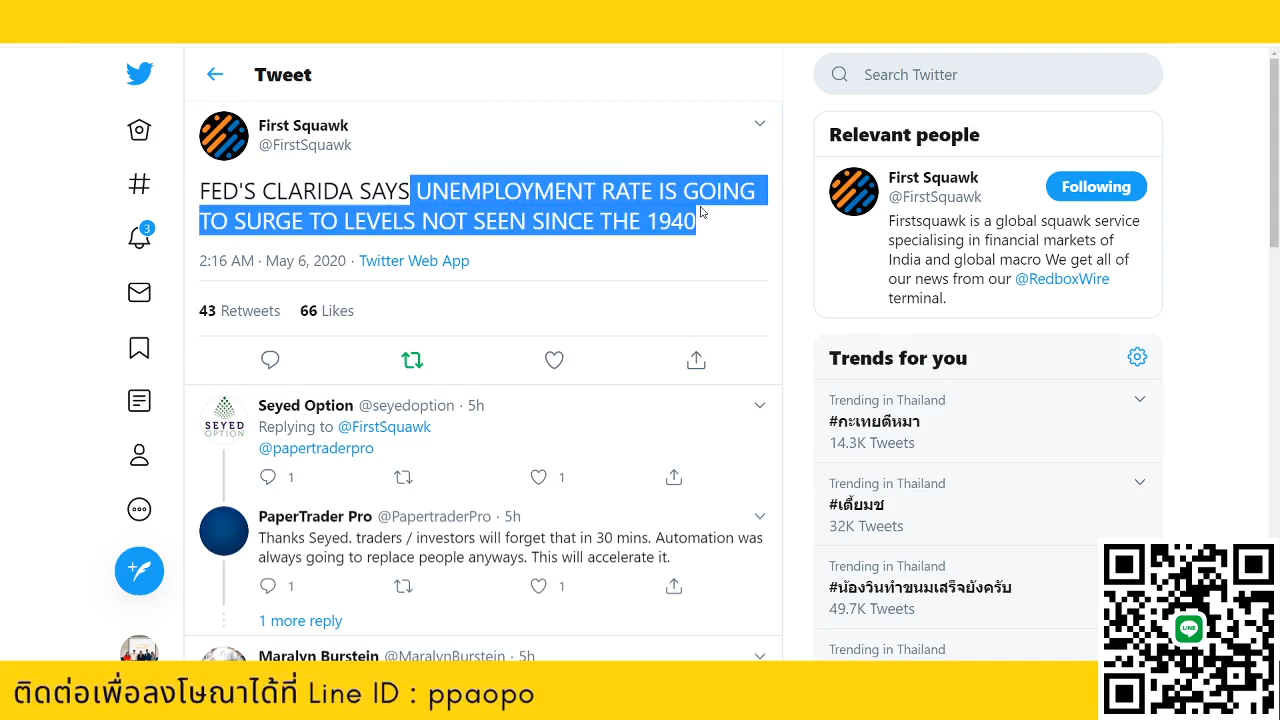 Tweet
First Squawk
@FirstSquawk
FED'S CLARIDA SAYS UNEMPLOYMENT RATE IS GOING
TO SURGE TO LEVELS NOT SEEN SINCE THE 1940
2:16 AM · May 6, 2020 · Twitter Web App
43 Retweets 66 Likes
SEYED
OPTION
Seyed Option @seyedoption · 5h
Replying to @FirstSquawk
@papertraderpro
1 1
PaperTrader Pro @PapertraderPro · 5h
Thanks Seyed. traders / investors will forget that in 30 mins. Automation was
always going to replace people anyways. This will accelerate it.
1 1
1 more reply
Maralyn Burstein @MaralynBurstein · 5h
3
Search Twitter
Relevant people
First Squawk
@FirstSquawk
Following
Firstsquawk is a global squawk service
specialising in financial markets of
India and global macro We get all of
our news from our @RedboxWire
terminal.
Trends for you
Trending in Thailand
#กะเทยตีหมา
14.3K Tweets
Trending in Thailand
#เตี้ยมช
32K Tweets
Trending in Thailand
#น้องวินทําขนมเสร็จยังครับ
49.7K Tweets
Trending in Thailand
LINE
ติดต่อเพื่อลงโษณาได้ที่ Line ID : ppaopo